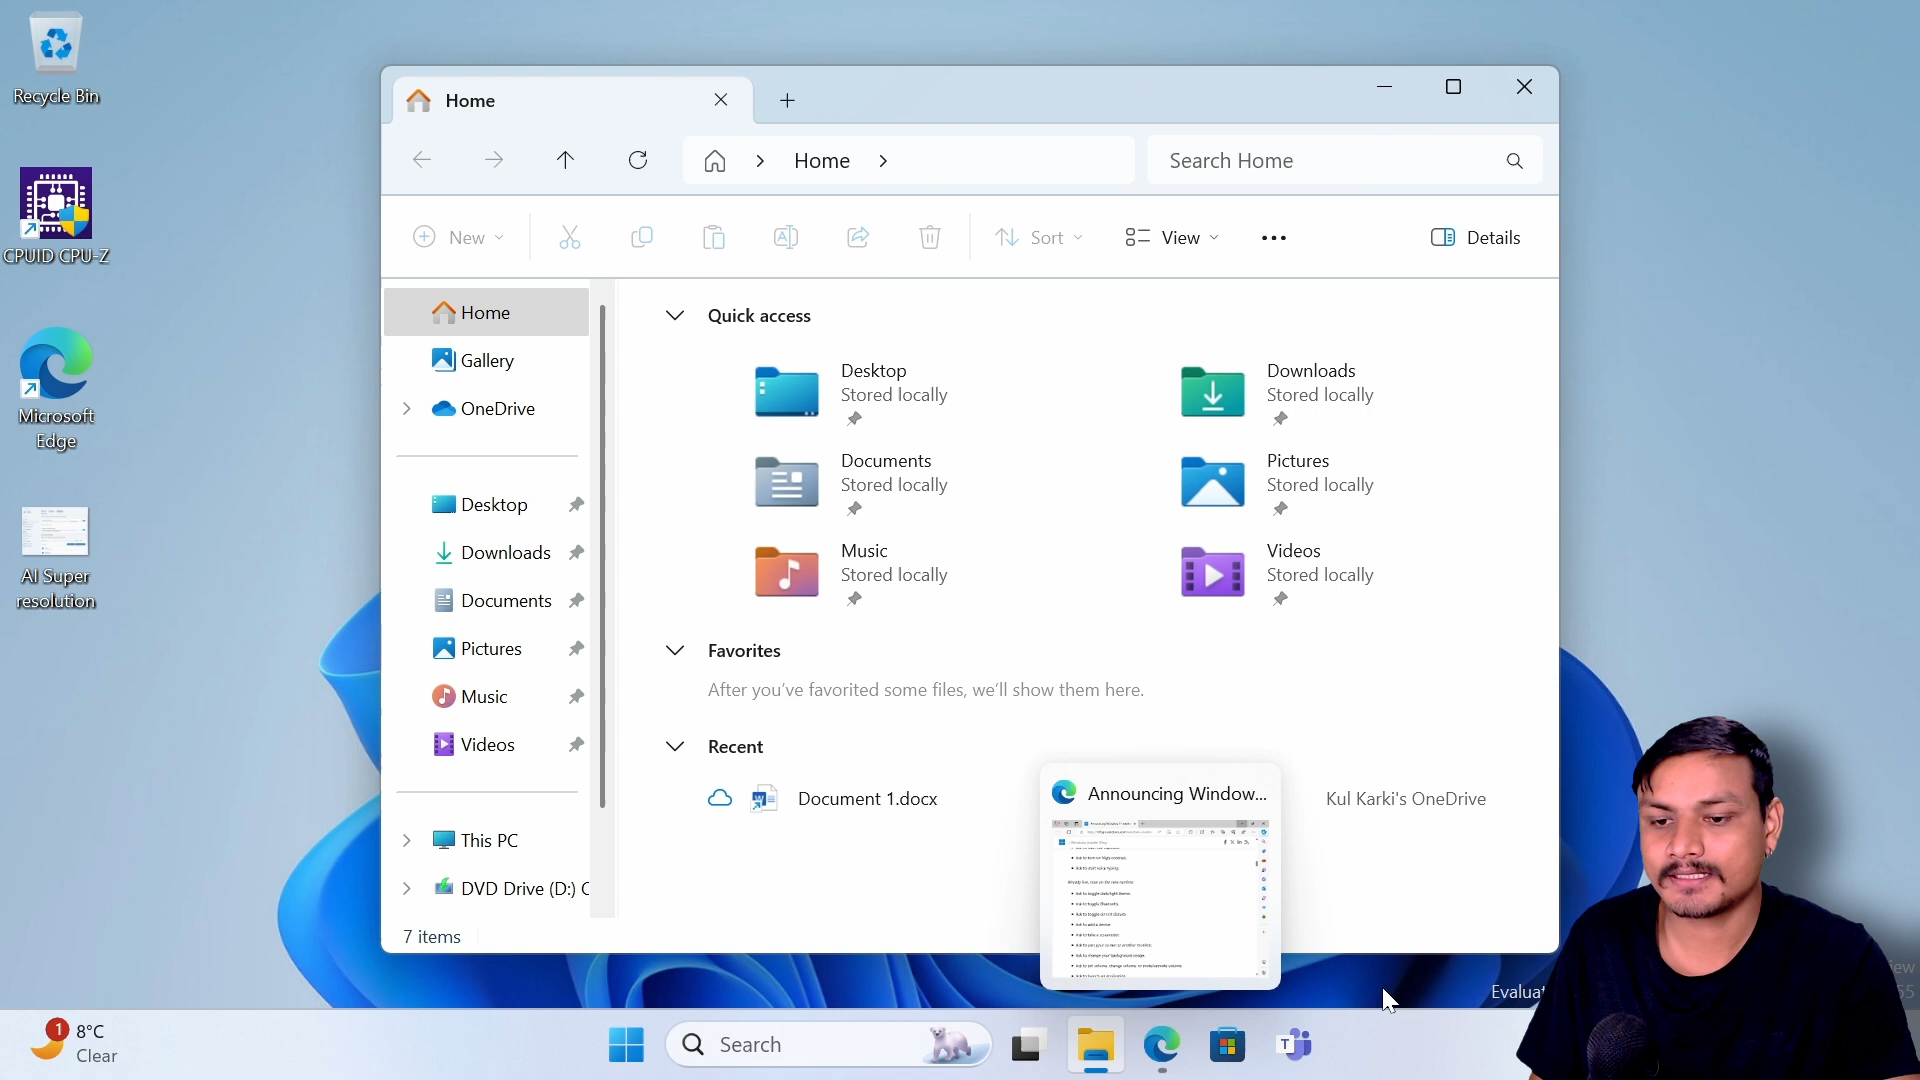 Recycle Bin
CPUID CPU-Z
Microsoft
Edge
AI Super
resolution
Home
Home
Search Home
New
Sort
View
Details
Home
Gallery
OneDrive
Desktop
Downloads
Documents
Pictures
Music
Videos
This PC
DVD Drive (D:) C
7 items
Quick access
Desktop
Stored locally
Downloads
Stored locally
Documents
Stored locally
Pictures
Stored locally
Music
Stored locally
Videos
Stored locally
Favorites
After you've favorited some files, we'll show them here.
Recent
Document 1.docx
Kul Karki's OneDrive
Announcing Window...
Evaluat
1
8°C
Clear
Search